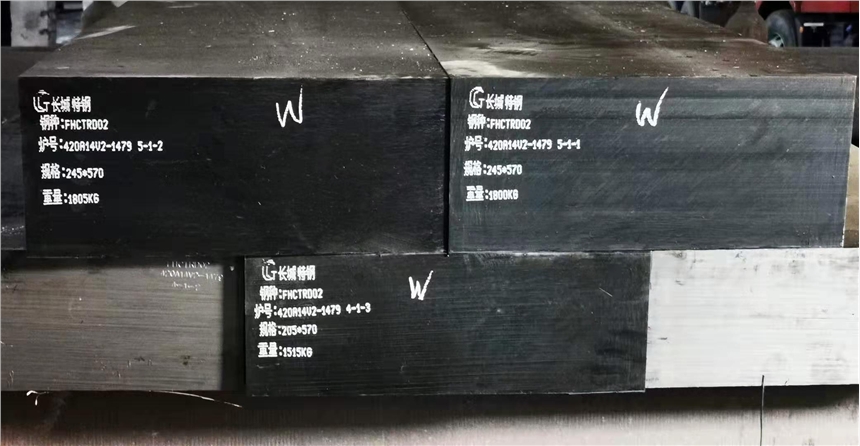 长城特钢
钢种:FHCTRD02
炉号:420A14V2-1479 5-1-2
规格:245*570
重量:1805KG
W
长城特钢
钢种:FHCTRD02
炉号:420A14V2-1479 5-1-1
规格:245*570
重量:1800KG
W
长城特钢
钢种:FHCTRD02
炉号:420A14V2-1479 4-1-3
规格:205*570
重量:1515KG
W